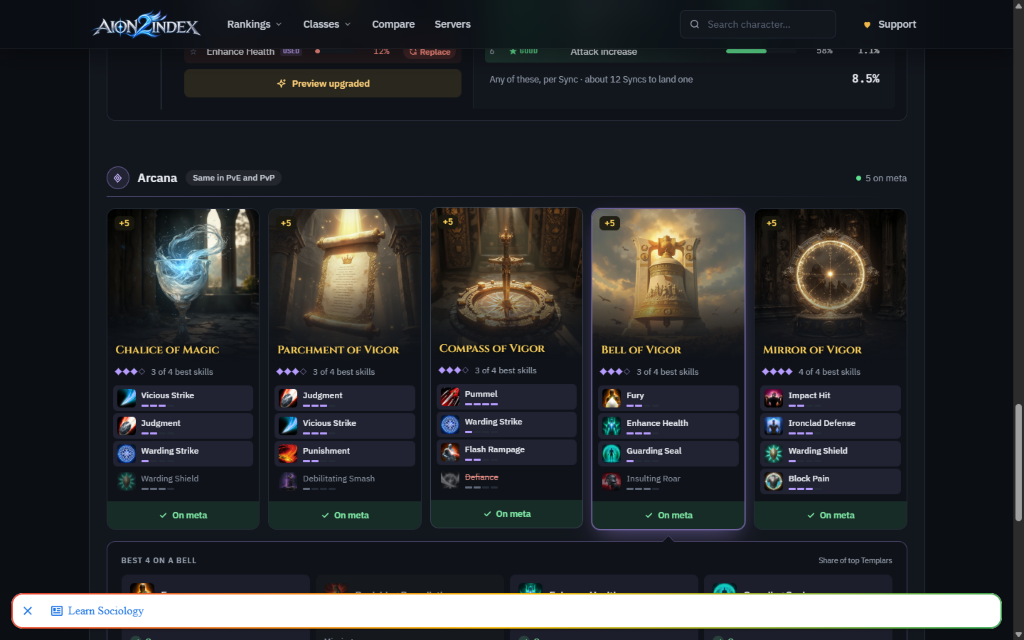 AION2INDEX
Rankings
Classes
Compare
Servers
Search character...
Support
Enhance Health USED 12% Replace
6 GOOD Attack Increase 58% 1.1%
Preview upgraded
Any of these, per Sync · about 12 Syncs to land one 8.5%
Arcana
Same in PvE and PvP
5 on meta
+5
CHALICE OF MAGIC
3 of 4 best skills
Vicious Strike
Judgment
Warding Strike
Warding Shield
On meta
+5
PARCHMENT OF VIGOR
3 of 4 best skills
Judgment
Vicious Strike
Punishment
Debilitating Smash
On meta
+5
COMPASS OF VIGOR
3 of 4 best skills
Pummel
Warding Strike
Flash Rampage
Defiance
On meta
+5
BELL OF VIGOR
3 of 4 best skills
Fury
Enhance Health
Guarding Seal
Insulting Roar
On meta
+5
MIRROR OF VIGOR
4 of 4 best skills
Impact Hit
Ironclad Defense
Warding Shield
Block Pain
On meta
BEST 4 ON A BELL
Share of top Templars
Learn Sociology